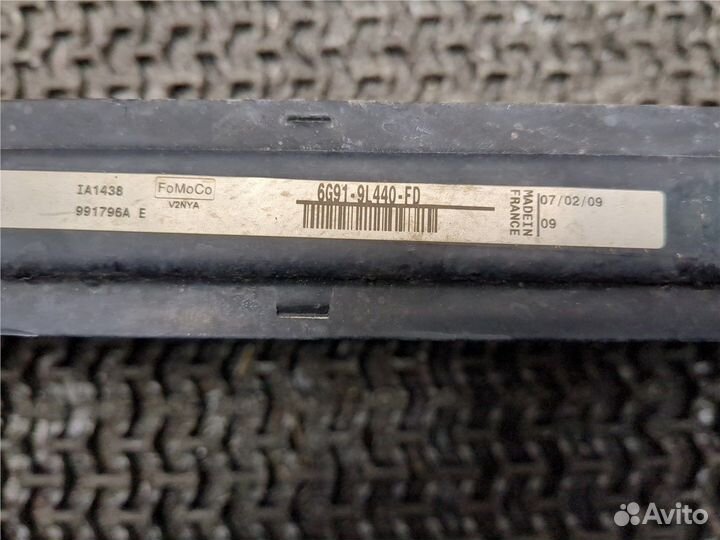 IA1438
991796A E
FoMoCo
V2NYA
6G91-9L440-FD
MADE IN
FRANCE
07/02/09
09
Avito